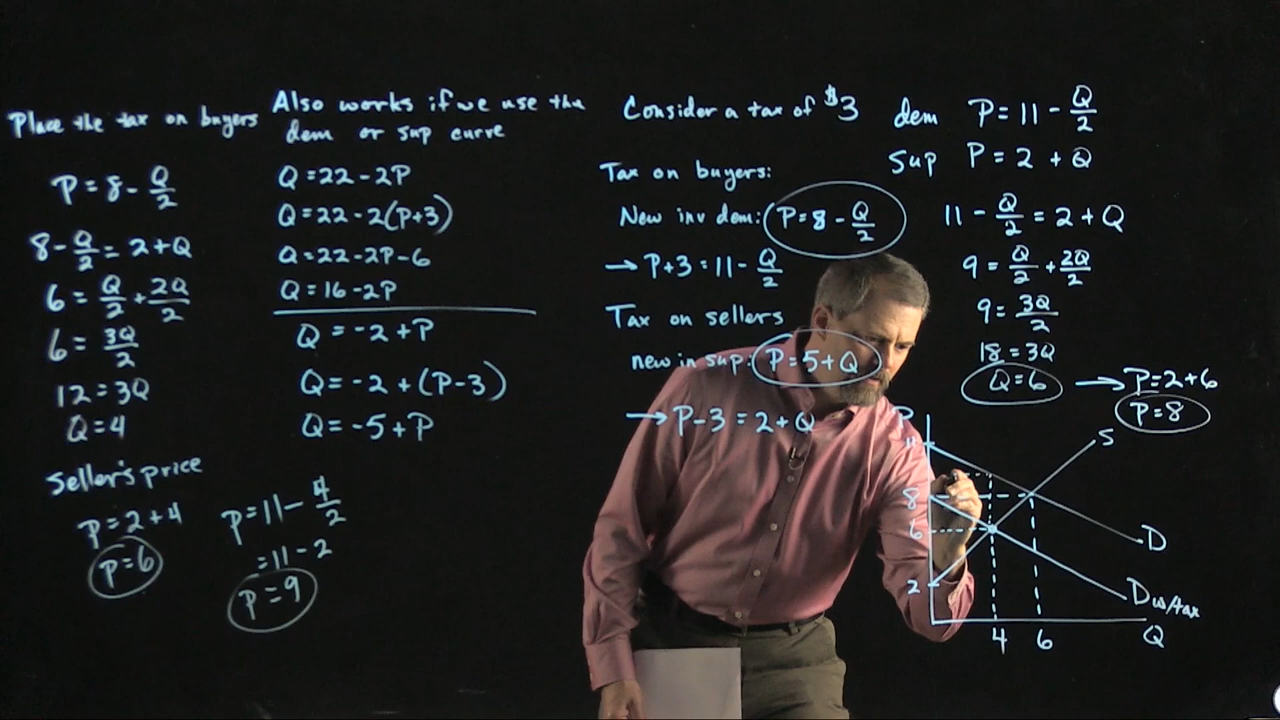 Place the tax on buyers
P = 8 - Q/2
8 - Q/2 = 2 + Q
6 = Q/2 + 2Q/2
6 = 3Q/2
12 = 3Q
Q = 4
Seller's price
P = 2 + 4
P = 6
P = 11 - 4/2
= 11 - 2
P = 9
Also works if we use the
dem or sup curve
Q = 22 - 2P
Q = 22 - 2(P+3)
Q = 22 - 2P - 6
Q = 16 - 2P
Q = -2 + P
Q = -2 + (P-3)
Q = -5 + P
Consider a tax of $3
Tax on buyers:
New inv dem: P = 8 - Q/2
→ P+3 = 11 - Q/2
Tax on sellers
new in sup: P = 5 + Q
→ P - 3 = 2 + Q
dem P = 11 - Q/2
Sup P = 2 + Q
11 - Q/2 = 2 + Q
9 = Q/2 + 2Q/2
9 = 3Q/2
18 = 3Q
Q = 6 → P = 2 + 6
P = 8
P
11
S
8
6
D
2
D w/tax
4 6 Q